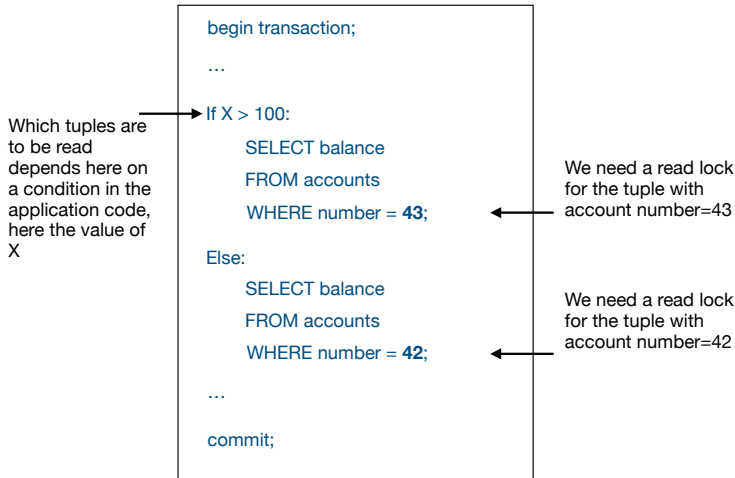 begin transaction;
…
Which tuples are
to be read
depends here on
a condition in the
application code,
here the value of
X
If X > 100:
SELECT balance
FROM accounts
WHERE number = 43;
We need a read lock
for the tuple with
account number=43
Else:
SELECT balance
FROM accounts
WHERE number = 42;
We need a read lock
for the tuple with
account number=42
…
commit;